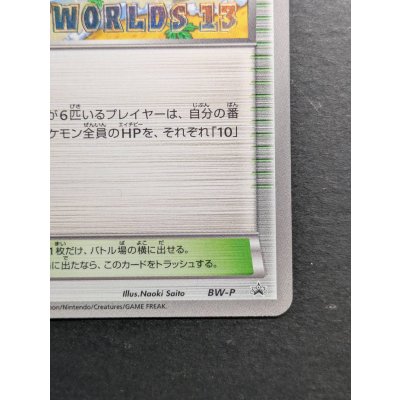 WORLDS 13
が6匹いるプレイヤーは、自分の番
ケモン全員のHPを、それぞれ「10」
1枚だけ、バトル場の横に出せる。
に出たなら、このカードをトラッシュする。
Illus.Naoki Saito BW-P
mon/Nintendo/Creatures/GAME FREAK.